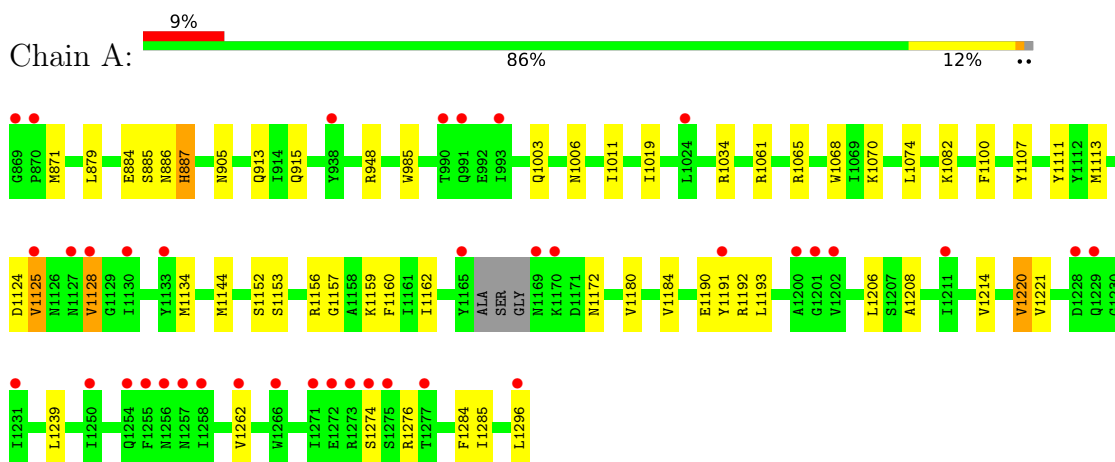 9%
Chain A:
86% 12% ••
G869 P870 M871 L879 E884 S885 N886 H887 N905 Q913 I914 Q915 Y938 R948 W985 T990 Q991 E992 I993 Q1003 N1006 I1011 I1019 L1024 R1034 R1061 R1065 W1068 I1069 K1070 L1074 K1082 F1100 Y1107 Y1111 Y1112 M1113
D1124 V1125 N1126 N1127 V1128 G1129 I1130 Y1133 M1134 M1144 S1152 S1153 R1156 G1157 A1158 K1159 F1160 I1161 I1162 Y1165 ALA SER GLY N1169 K1170 D1171 N1172 V1180 V1184 E1190 Y1191 R1192 L1193 A1200 G1201 V1202 L1206 S1207 A1208 I1211 V1214 V1220 V1221 D1228 Q1229 G1230
I1231 L1239 I1250 Q1254 F1255 N1256 N1257 I1258 V1262 W1266 I1271 E1272 R1273 S1274 S1275 R1276 T1277 F1284 I1285 L1296